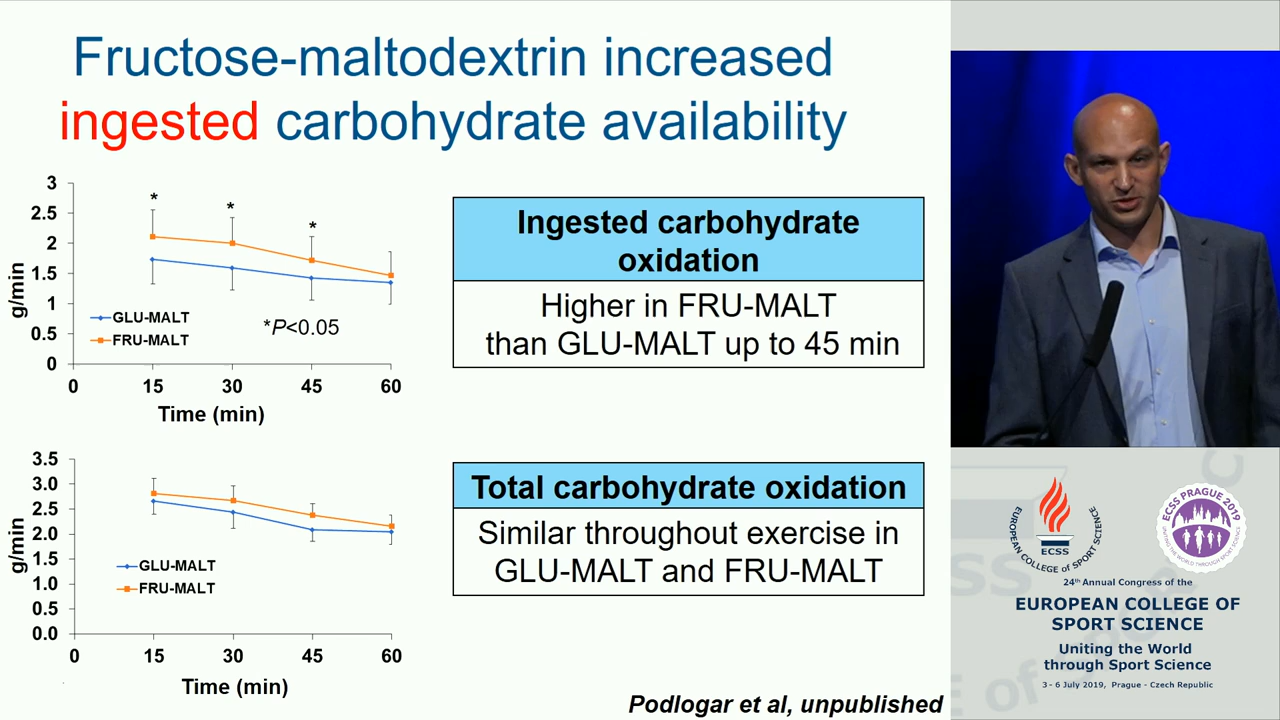 Fructose-maltodextrin increased
ingested carbohydrate availability
3
2.5
2
1.5
1
0.5
0
g/min
* * *
GLU-MALT
FRU-MALT
*P<0.05
0 15 30 45 60
Time (min)
Ingested carbohydrate
oxidation
Higher in FRU-MALT
than GLU-MALT up to 45 min
3.5
3.0
2.5
2.0
1.5
1.0
0.5
0.0
g/min
GLU-MALT
FRU-MALT
0 15 30 45 60
Time (min)
Total carbohydrate oxidation
Similar throughout exercise in
GLU-MALT and FRU-MALT
Podlogar et al, unpublished
EUROPEAN COLLEGE OF SPORT SCIENCE
ECSS
ECSS PRAGUE 2019
UNITING THE WORLD THROUGH SPORT SCIENCE
24th Annual Congress of the
EUROPEAN COLLEGE OF
SPORT SCIENCE
Uniting the World
through Sport Science
3 - 6 July 2019, Prague - Czech Republic